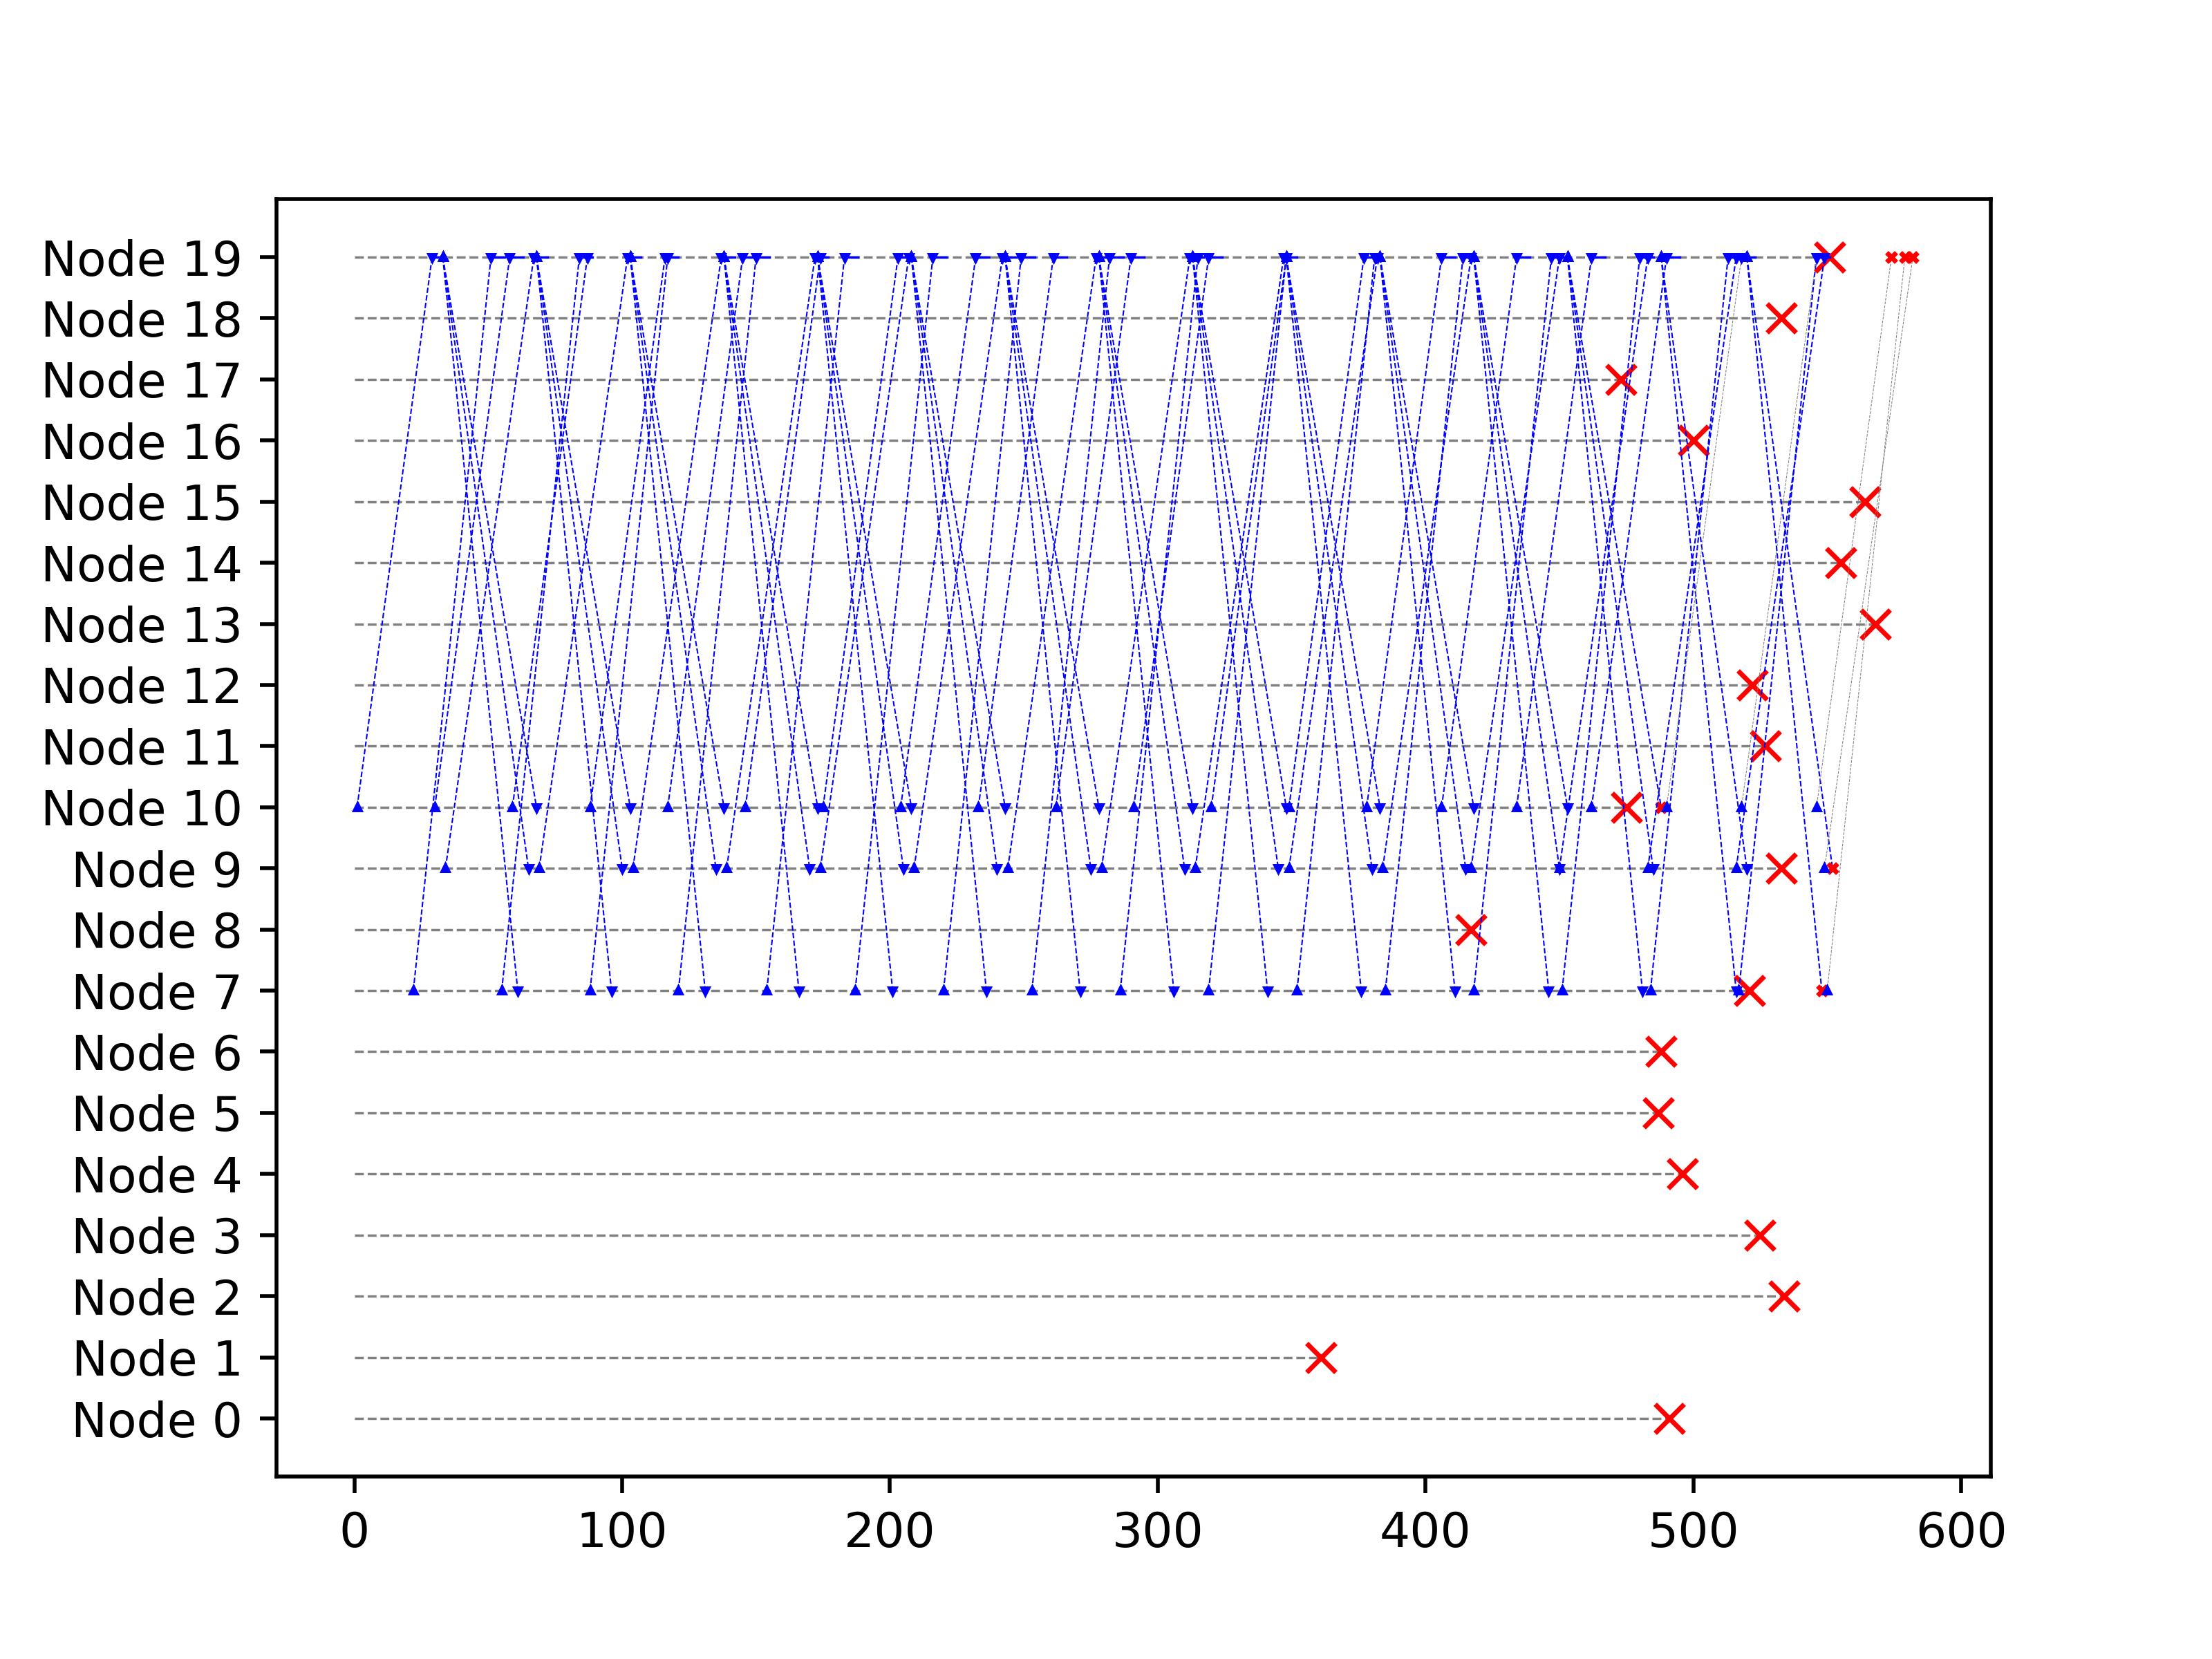 Node 19
Node 18
Node 17
Node 16
Node 15
Node 14
Node 13
Node 12
Node 11
Node 10
Node 9
Node 8
Node 7
Node 6
Node 5
Node 4
Node 3
Node 2
Node 1
Node 0
0 100 200 300 400 500 600